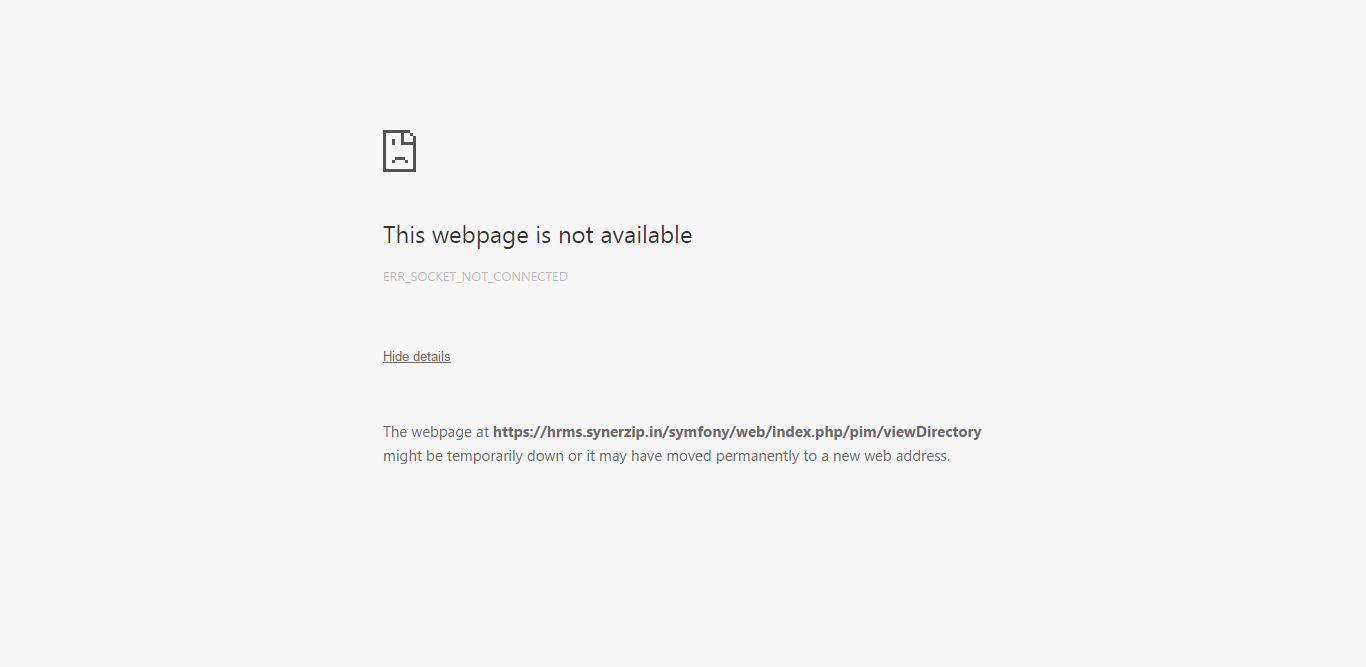 This webpage is not available
ERR_SOCKET_NOT_CONNECTED
Hide details
The webpage at https://hrms.synerzip.in/symfony/web/index.php/pim/viewDirectory
might be temporarily down or it may have moved permanently to a new web address.